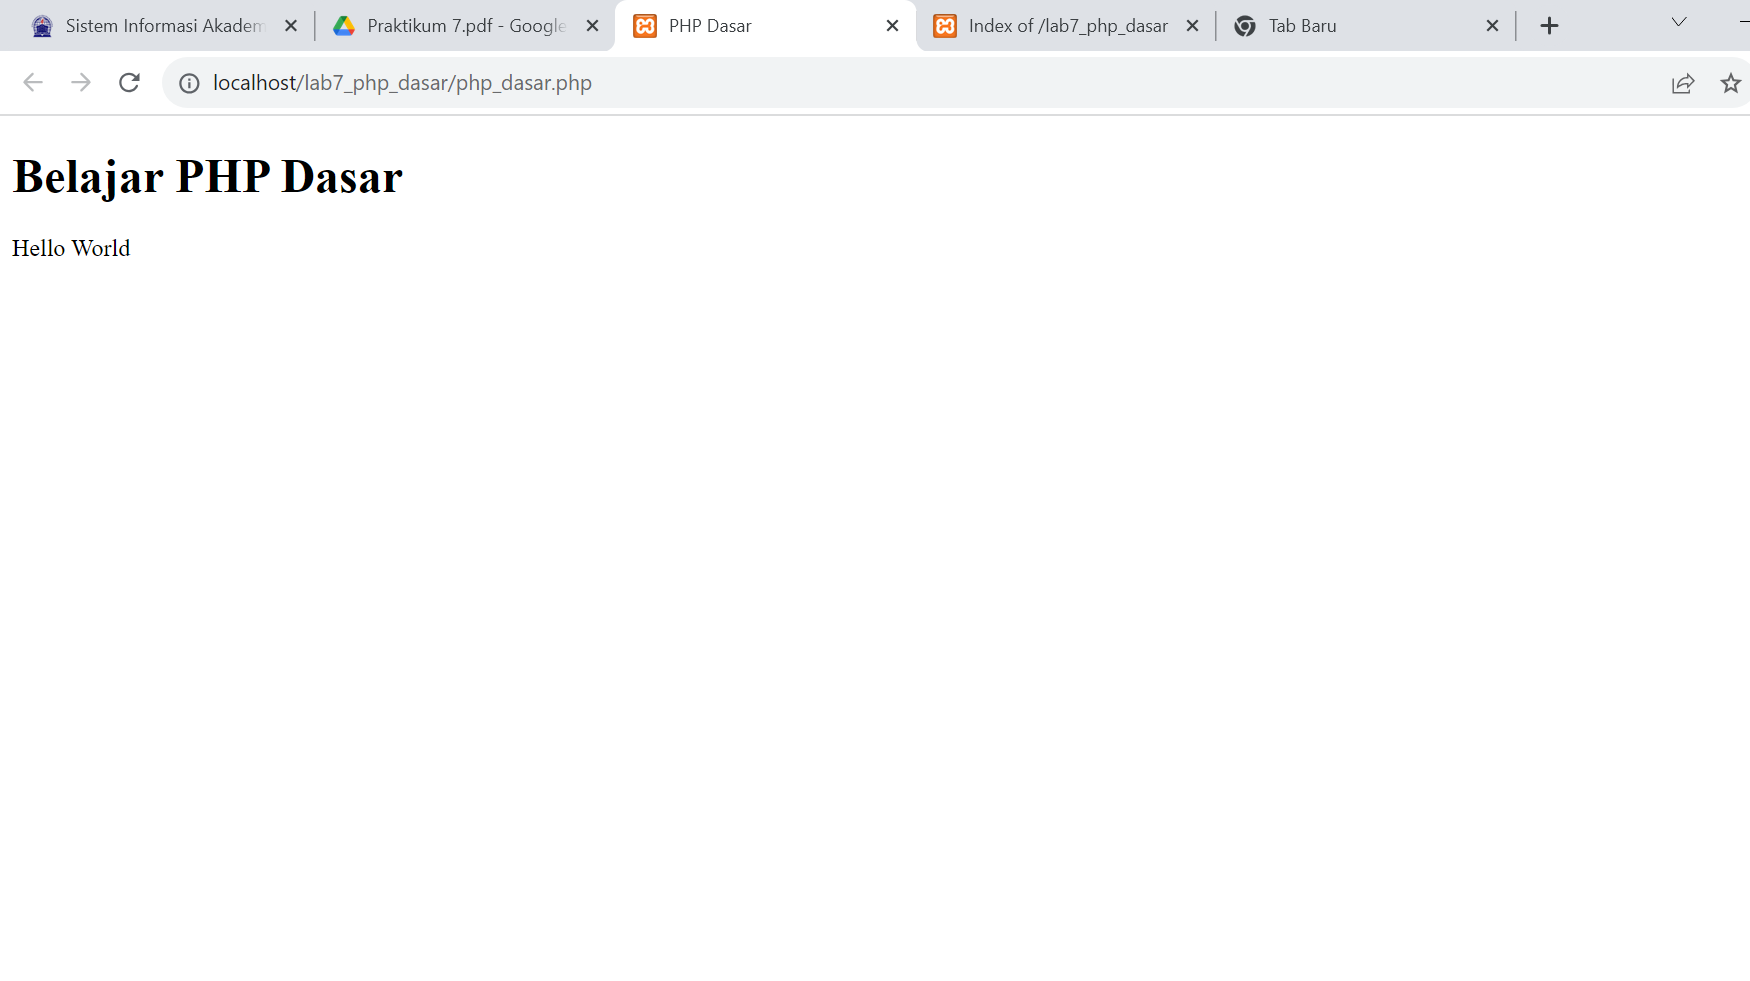 Sistem Informasi Akadem
Praktikum 7.pdf - Google
PHP Dasar
Index of /lab7_php_dasar
Tab Baru
localhost/lab7_php_dasar/php_dasar.php
Belajar PHP Dasar
Hello World